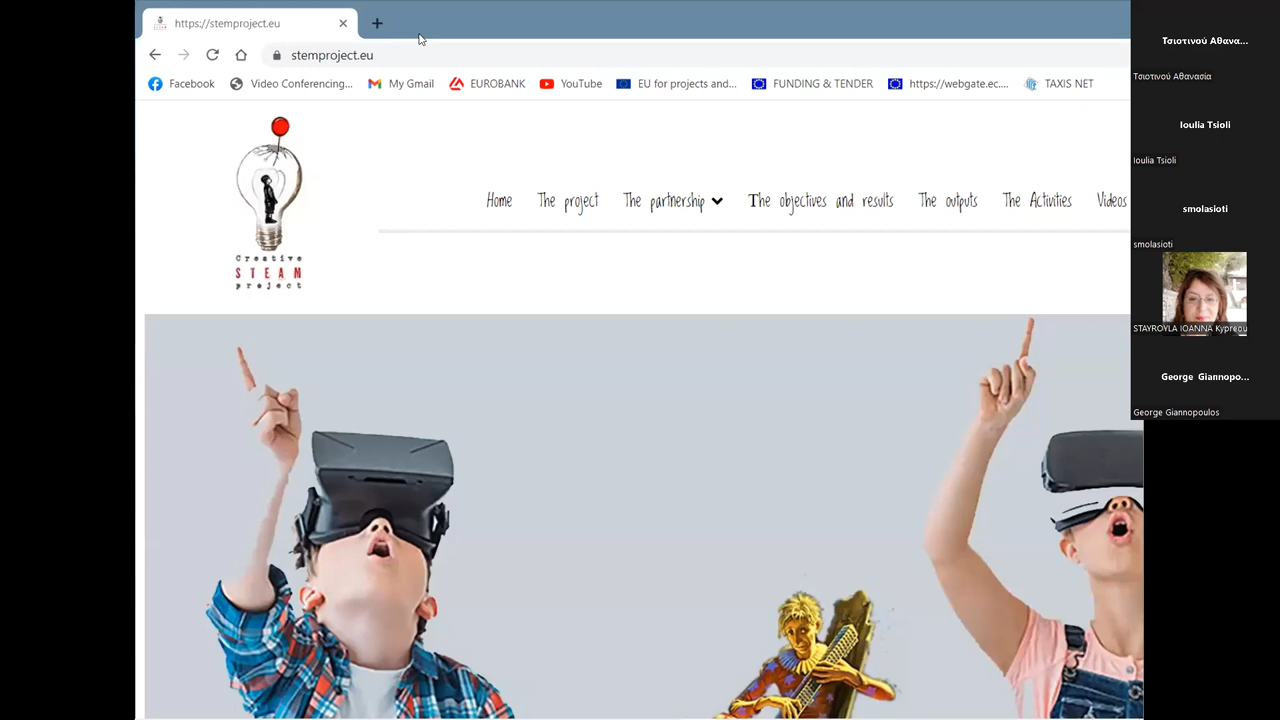 https://stemproject.eu
stemproject.eu
Facebook
Video Conferencing...
My Gmail
EUROBANK
YouTube
EU for projects and...
FUNDING & TENDER
https://webgate.ec....
TAXIS NET
Creative
STEAM
project
Home
The project
The partnership
The objectives and results
The outputs
The Activities
Videos
Τσιοτινού Αθανα...
Τσιοτινού Αθανασία
Ioulia Tsioli
Ioulia Tsioli
smolasioti
smolasioti
STAYROYLA IOANNA Kypreou
George Giannopo...
George Giannopoulos